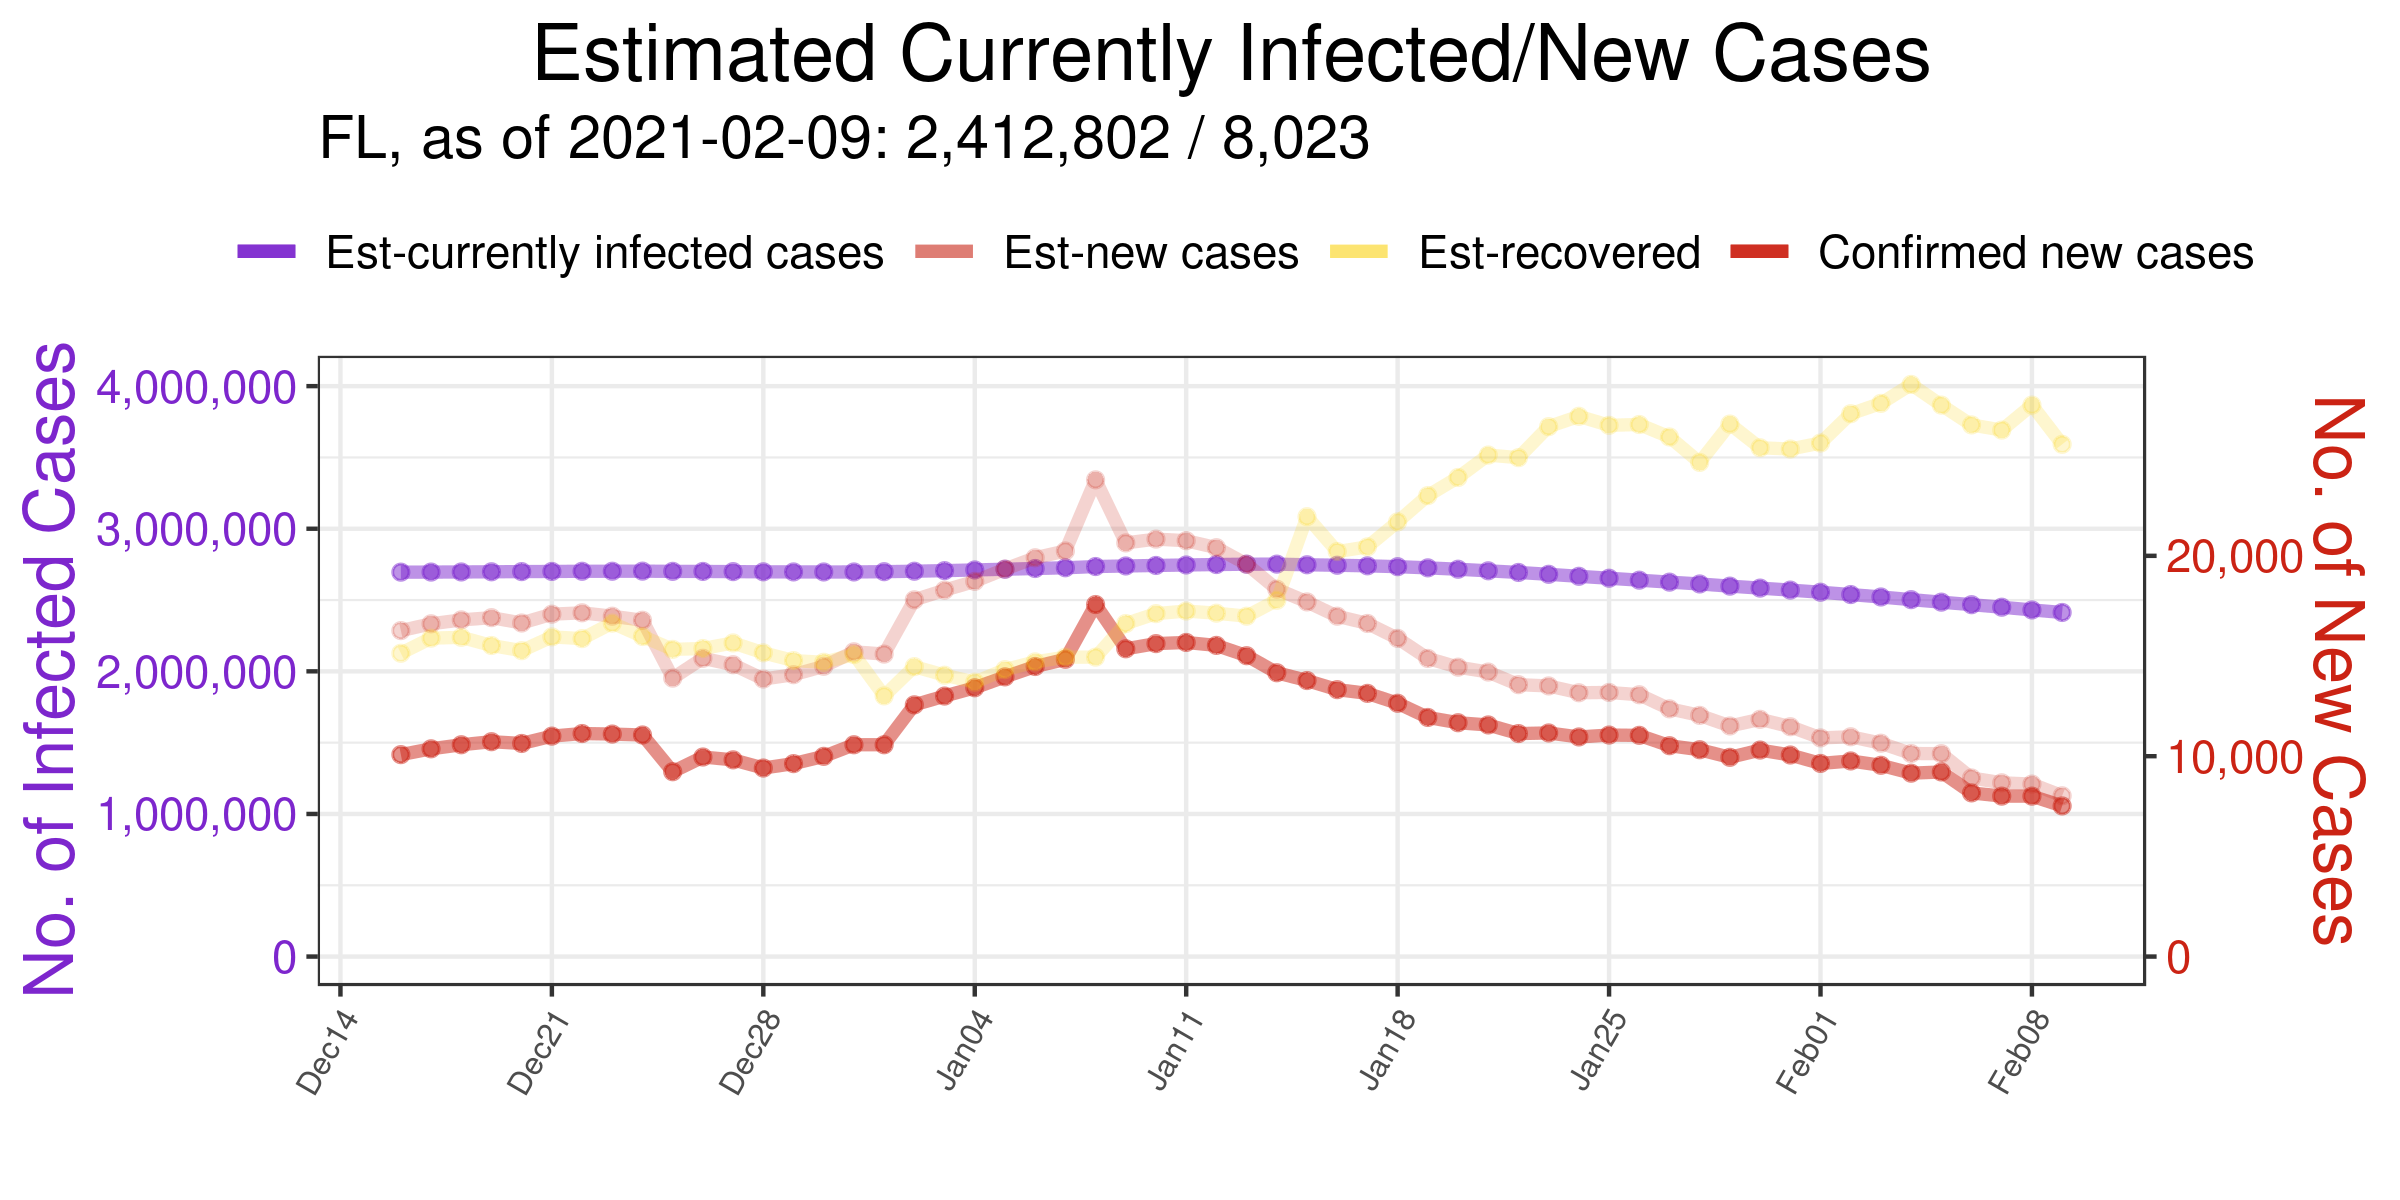 Estimated Currently Infected/New Cases
FL, as of 2021-02-09: 2,412,802 / 8,023
Est-currently infected cases Est-new cases Est-recovered Confirmed new cases
No. of Infected Cases
4,000,000
3,000,000
2,000,000
1,000,000
0
20,000
10,000
0
No. of New Cases
Dec14 Dec21 Dec28 Jan04 Jan11 Jan18 Jan25 Feb01 Feb08